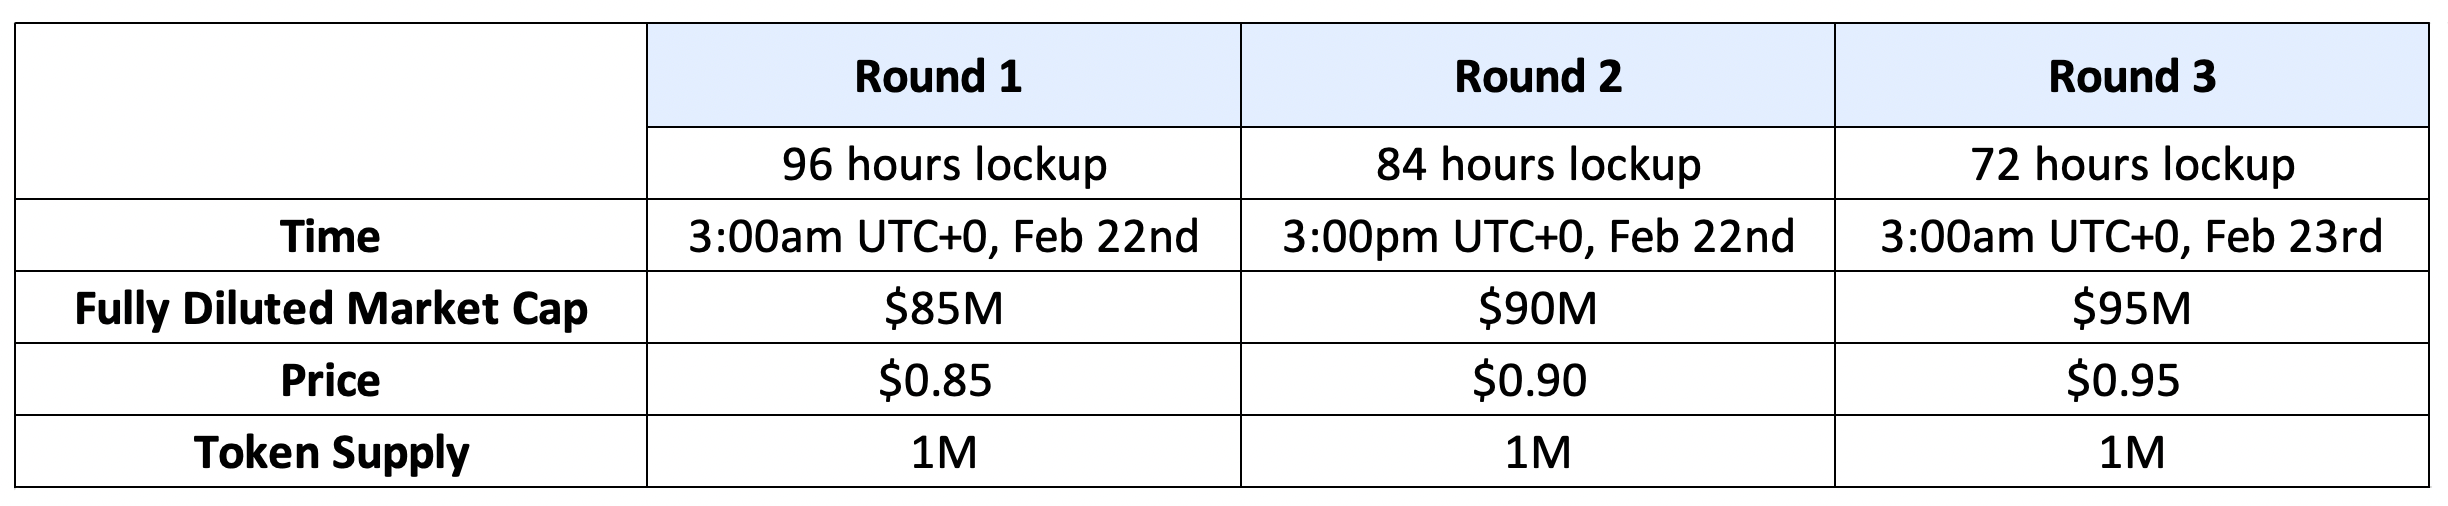 Round 1 Round 2 Round 3
96 hours lockup 84 hours lockup 72 hours lockup
Time 3:00am UTC+0, Feb 22nd 3:00pm UTC+0, Feb 22nd 3:00am UTC+0, Feb 23rd
Fully Diluted Market Cap $85M $90M $95M
Price $0.85 $0.90 $0.95
Token Supply 1M 1M 1M